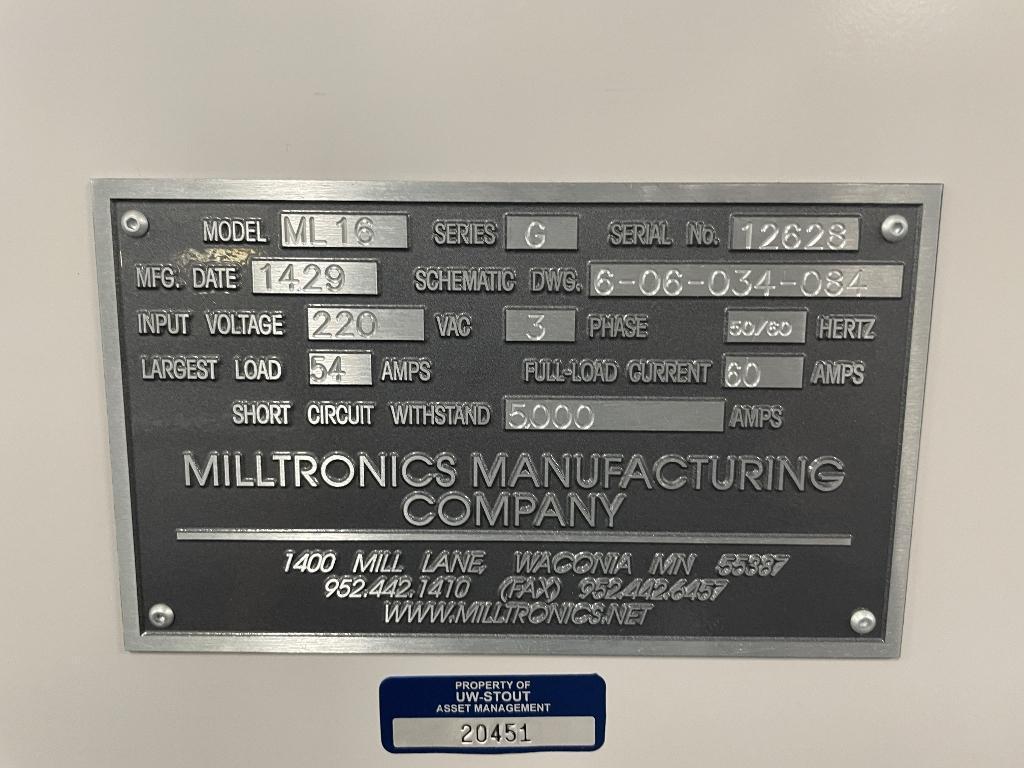 MODEL ML16 SERIES G SERIAL No. 12628
MFG. DATE 1429 SCHEMATIC DWG. 6-06-034-084
INPUT VOLTAGE 220 VAC 3 PHASE 50/60 HERTZ
LARGEST LOAD 54 AMPS FULL-LOAD CURRENT 60 AMPS
SHORT CIRCUIT WITHSTAND 5,000 AMPS
MILLTRONICS MANUFACTURING
COMPANY
1400 MILL LANE, WACONIA MN 55387
952.442.1410 (FAX) 952.442.6457
WWW.MILLTRONICS.NET
PROPERTY OF
UW-STOUT
ASSET MANAGEMENT
20451